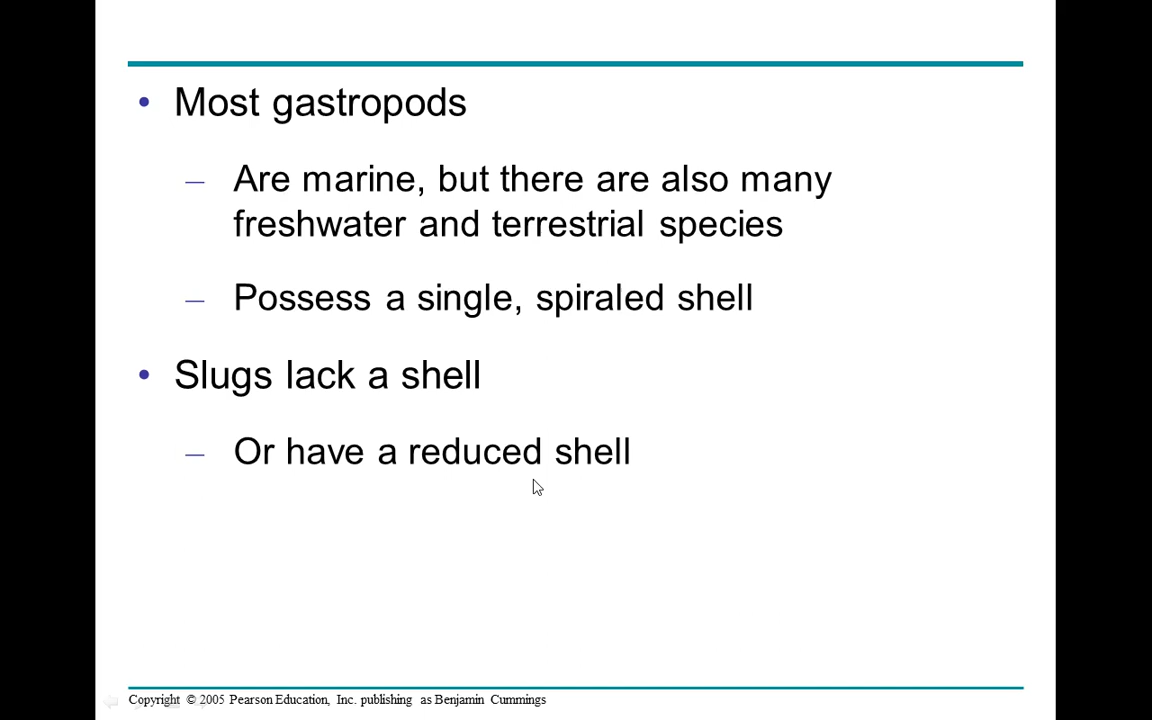 • Most gastropods
– Are marine, but there are also many
freshwater and terrestrial species
– Possess a single, spiraled shell
• Slugs lack a shell
– Or have a reduced shell
Copyright © 2005 Pearson Education, Inc. publishing as Benjamin Cummings